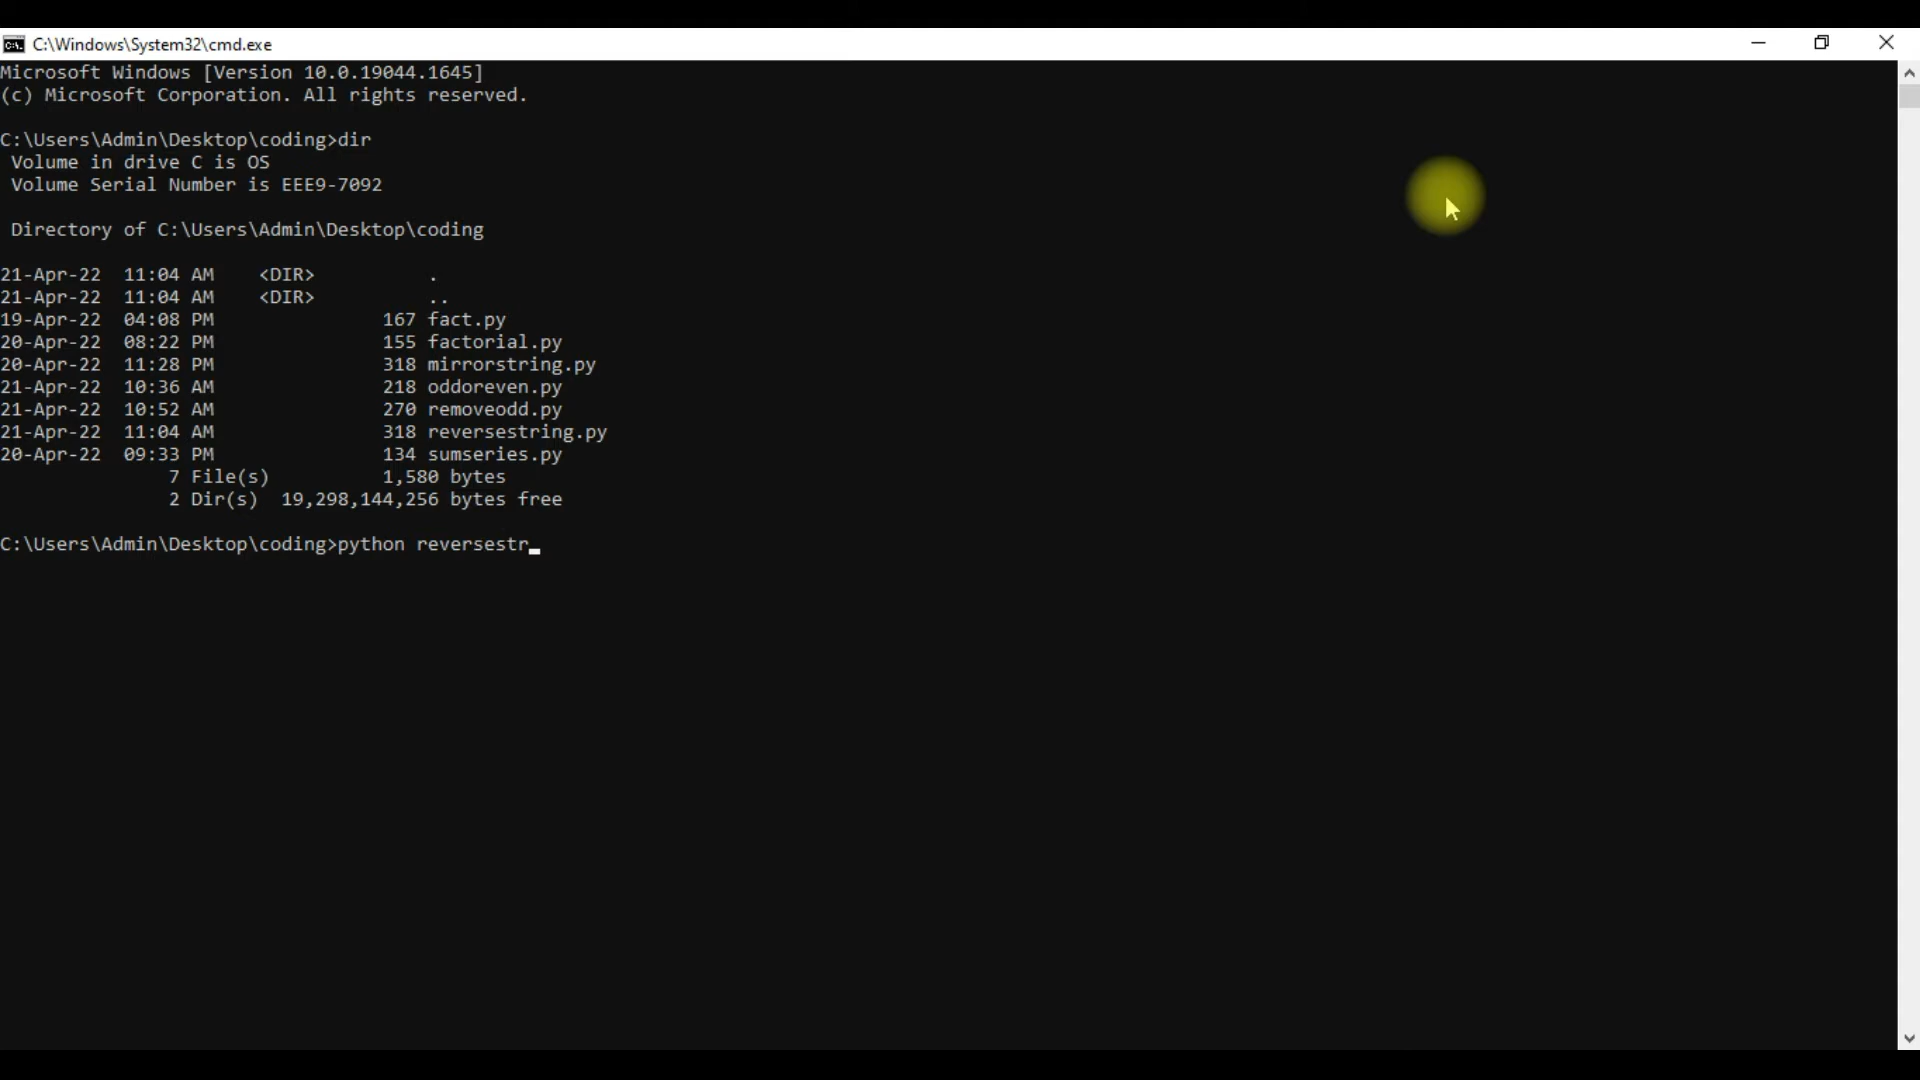 C:\Windows\System32\cmd.exe
Microsoft Windows [Version 10.0.19044.1645]
(c) Microsoft Corporation. All rights reserved.
C:\Users\Admin\Desktop\coding>dir
Volume in drive C is OS
Volume Serial Number is EEE9-7092
Directory of C:\Users\Admin\Desktop\coding
21-Apr-22  11:04 AM    <DIR>          .
21-Apr-22  11:04 AM    <DIR>          ..
19-Apr-22  04:08 PM               167 fact.py
20-Apr-22  08:22 PM               155 factorial.py
20-Apr-22  11:28 PM               318 mirrorstring.py
21-Apr-22  10:36 AM               218 oddoreven.py
21-Apr-22  10:52 AM               270 removeodd.py
21-Apr-22  11:04 AM               318 reversestring.py
20-Apr-22  09:33 PM               134 sumseries.py
7 File(s)          1,580 bytes
2 Dir(s)  19,298,144,256 bytes free
C:\Users\Admin\Desktop\coding>python reversestr